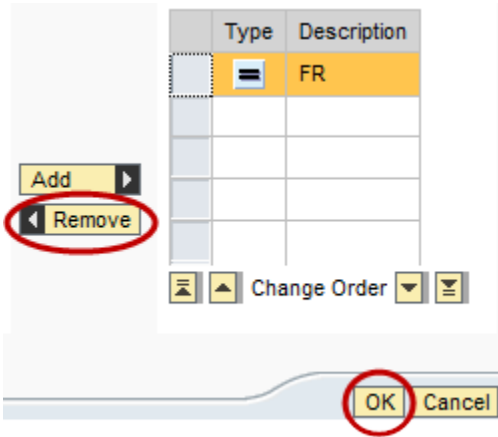 Type Description
FR
Add
Remove
Change Order
OK Cancel